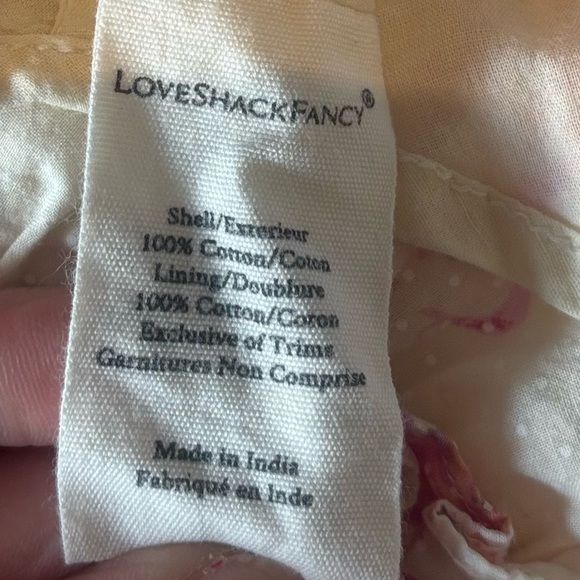 LOVESHACKFANCY®
Shell/Exterieur
100% Cotton/Coton
Lining/Doublure
100% Cotton/Coton
Exclusive of Trims
Garnitures Non Comprise
Made in India
Fabriqué en Inde